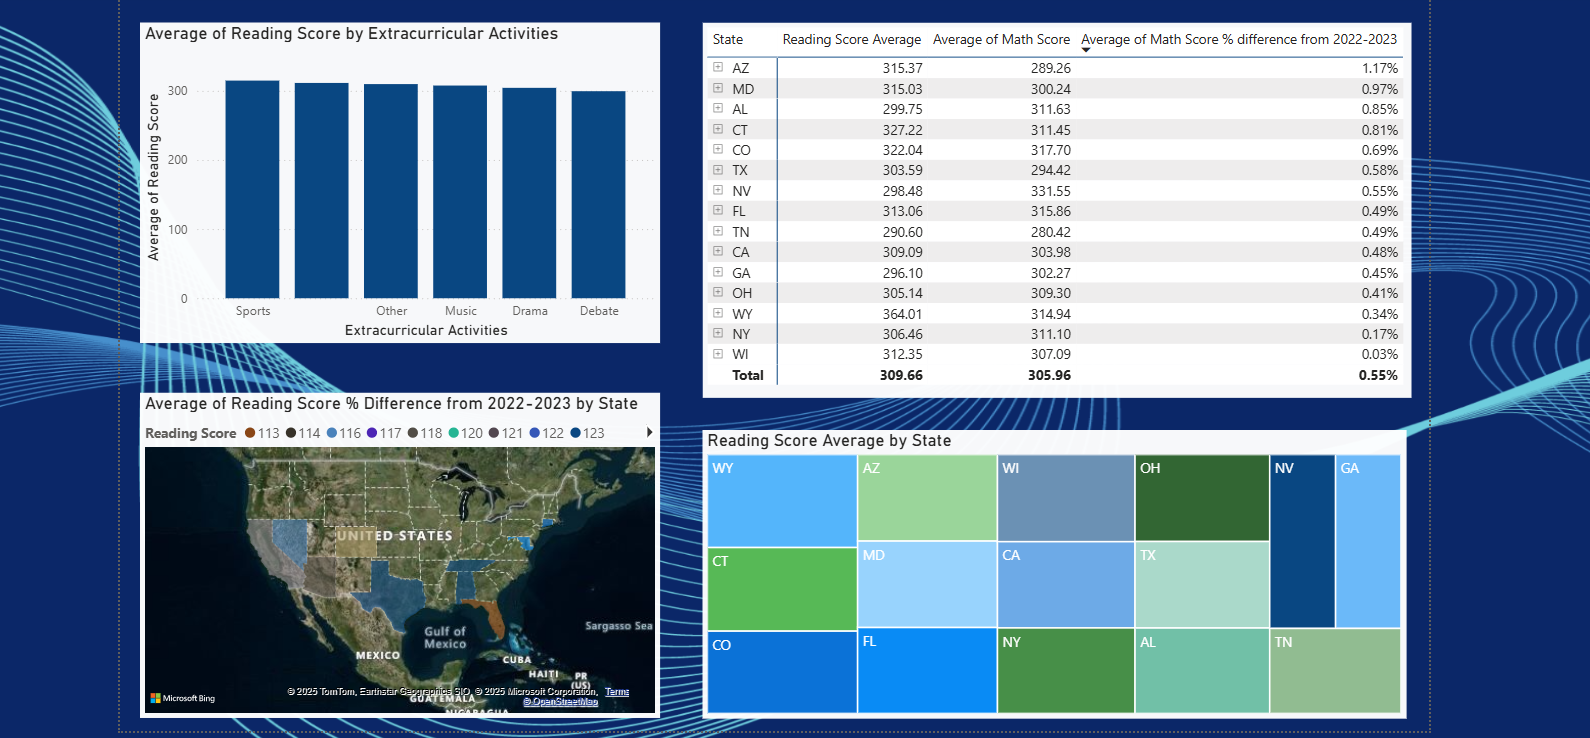 Average of Reading Score by Extracurricular Activities
Average of Reading Score
300
200
100
0
Sports Other Music Drama Debate
Extracurricular Activities
State Reading Score Average Average of Math Score Average of Math Score % difference from 2022-2023
AZ 315.37 289.26 1.17%
MD 315.03 300.24 0.97%
AL 299.75 311.63 0.85%
CT 327.22 311.45 0.81%
CO 322.04 317.70 0.69%
TX 303.59 294.42 0.58%
NV 298.48 331.55 0.55%
FL 313.06 315.86 0.49%
TN 290.60 280.42 0.49%
CA 309.09 303.98 0.48%
GA 296.10 302.27 0.45%
OH 305.14 309.30 0.41%
WY 364.01 314.94 0.34%
NY 306.46 311.10 0.17%
WI 312.35 307.09 0.03%
Total 309.66 305.96 0.55%
Average of Reading Score % Difference from 2022-2023 by State
Reading Score 113 114 116 117 118 120 121 122 123
UNITED STATES
Gulf of
Mexico
Sargasso Sea
MEXICO
CUBA
HAITI
PR
(US)
GUATEMALA
NICARAGUA
Microsoft Bing
© 2025 TomTom, Earthstar Geographics SIO, © 2025 Microsoft Corporation, Terms
© OpenStreetMap
Reading Score Average by State
WY AZ WI OH NV GA
CT MD CA TX
CO FL NY AL TN